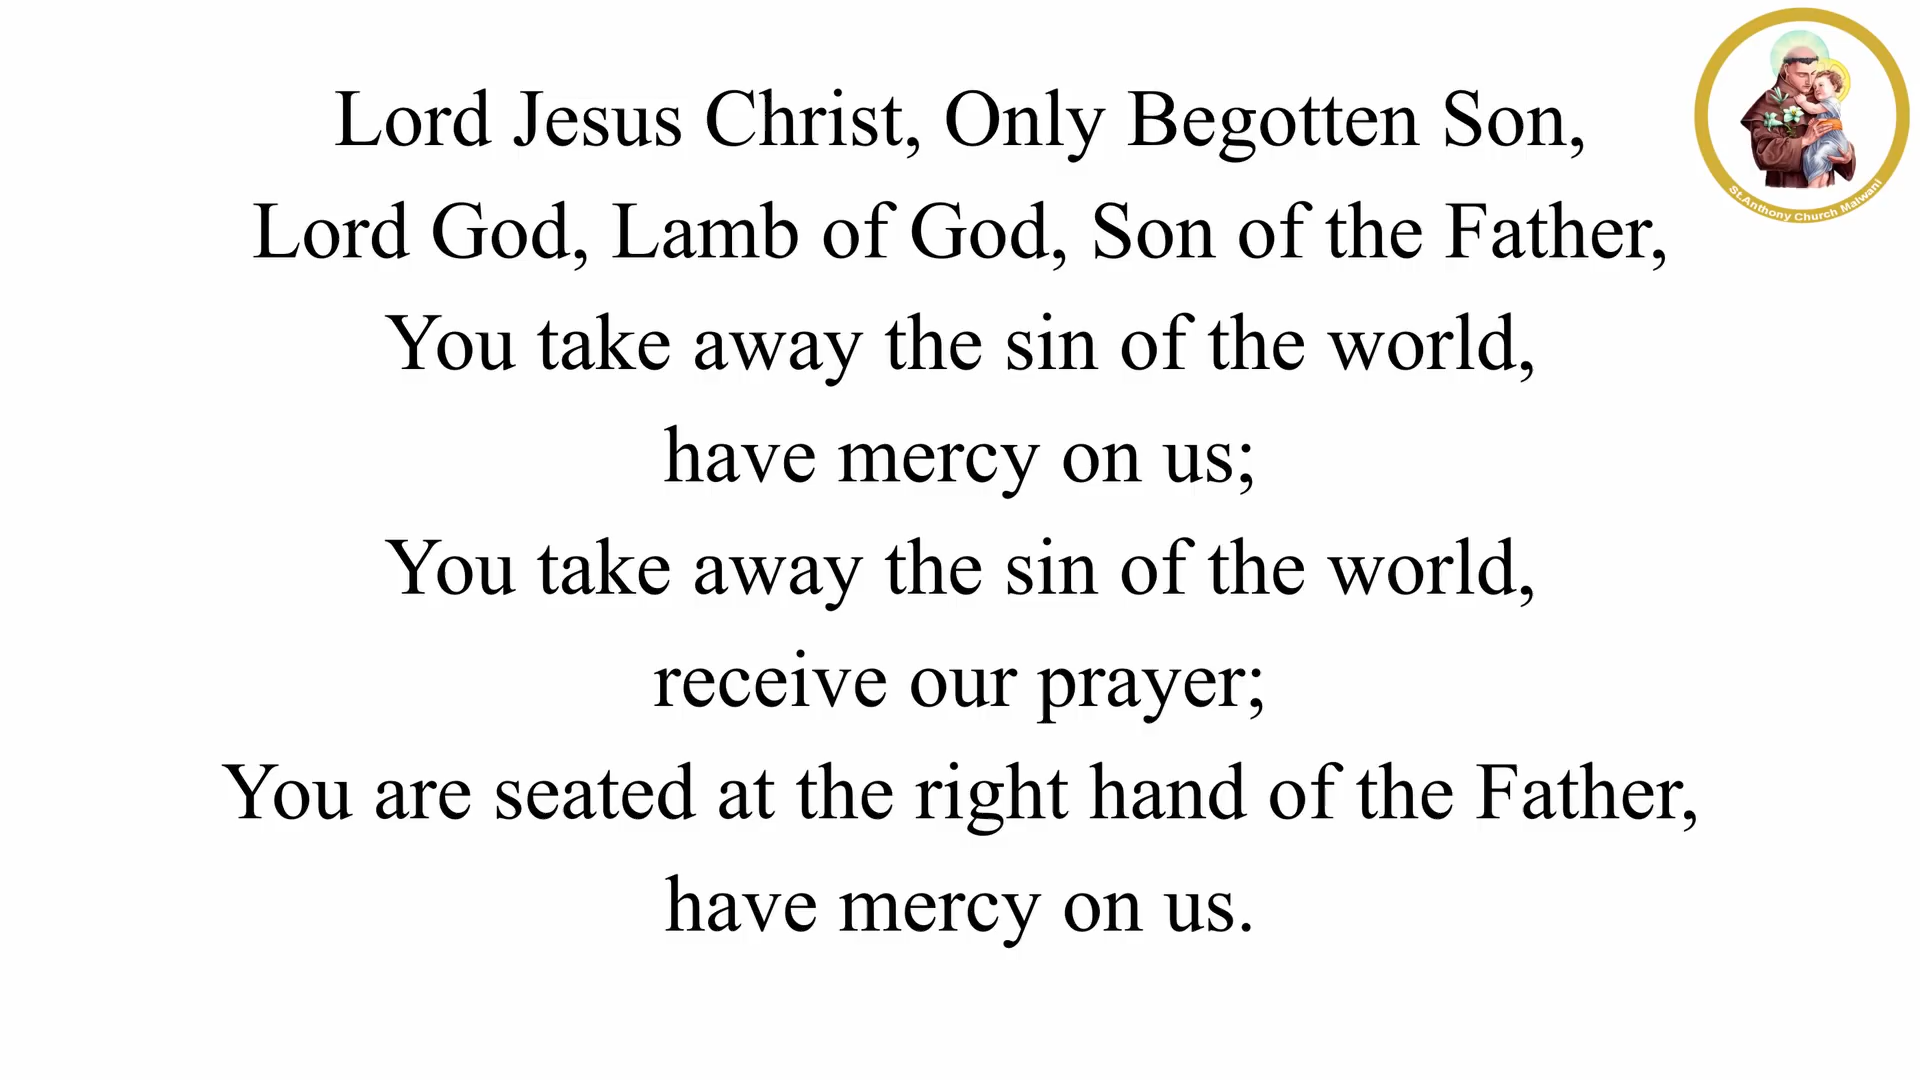 Lord Jesus Christ, Only Begotten Son,
Lord God, Lamb of God, Son of the Father,
You take away the sin of the world,
have mercy on us;
You take away the sin of the world,
receive our prayer;
You are seated at the right hand of the Father,
have mercy on us.
St.Anthony Church Malwani